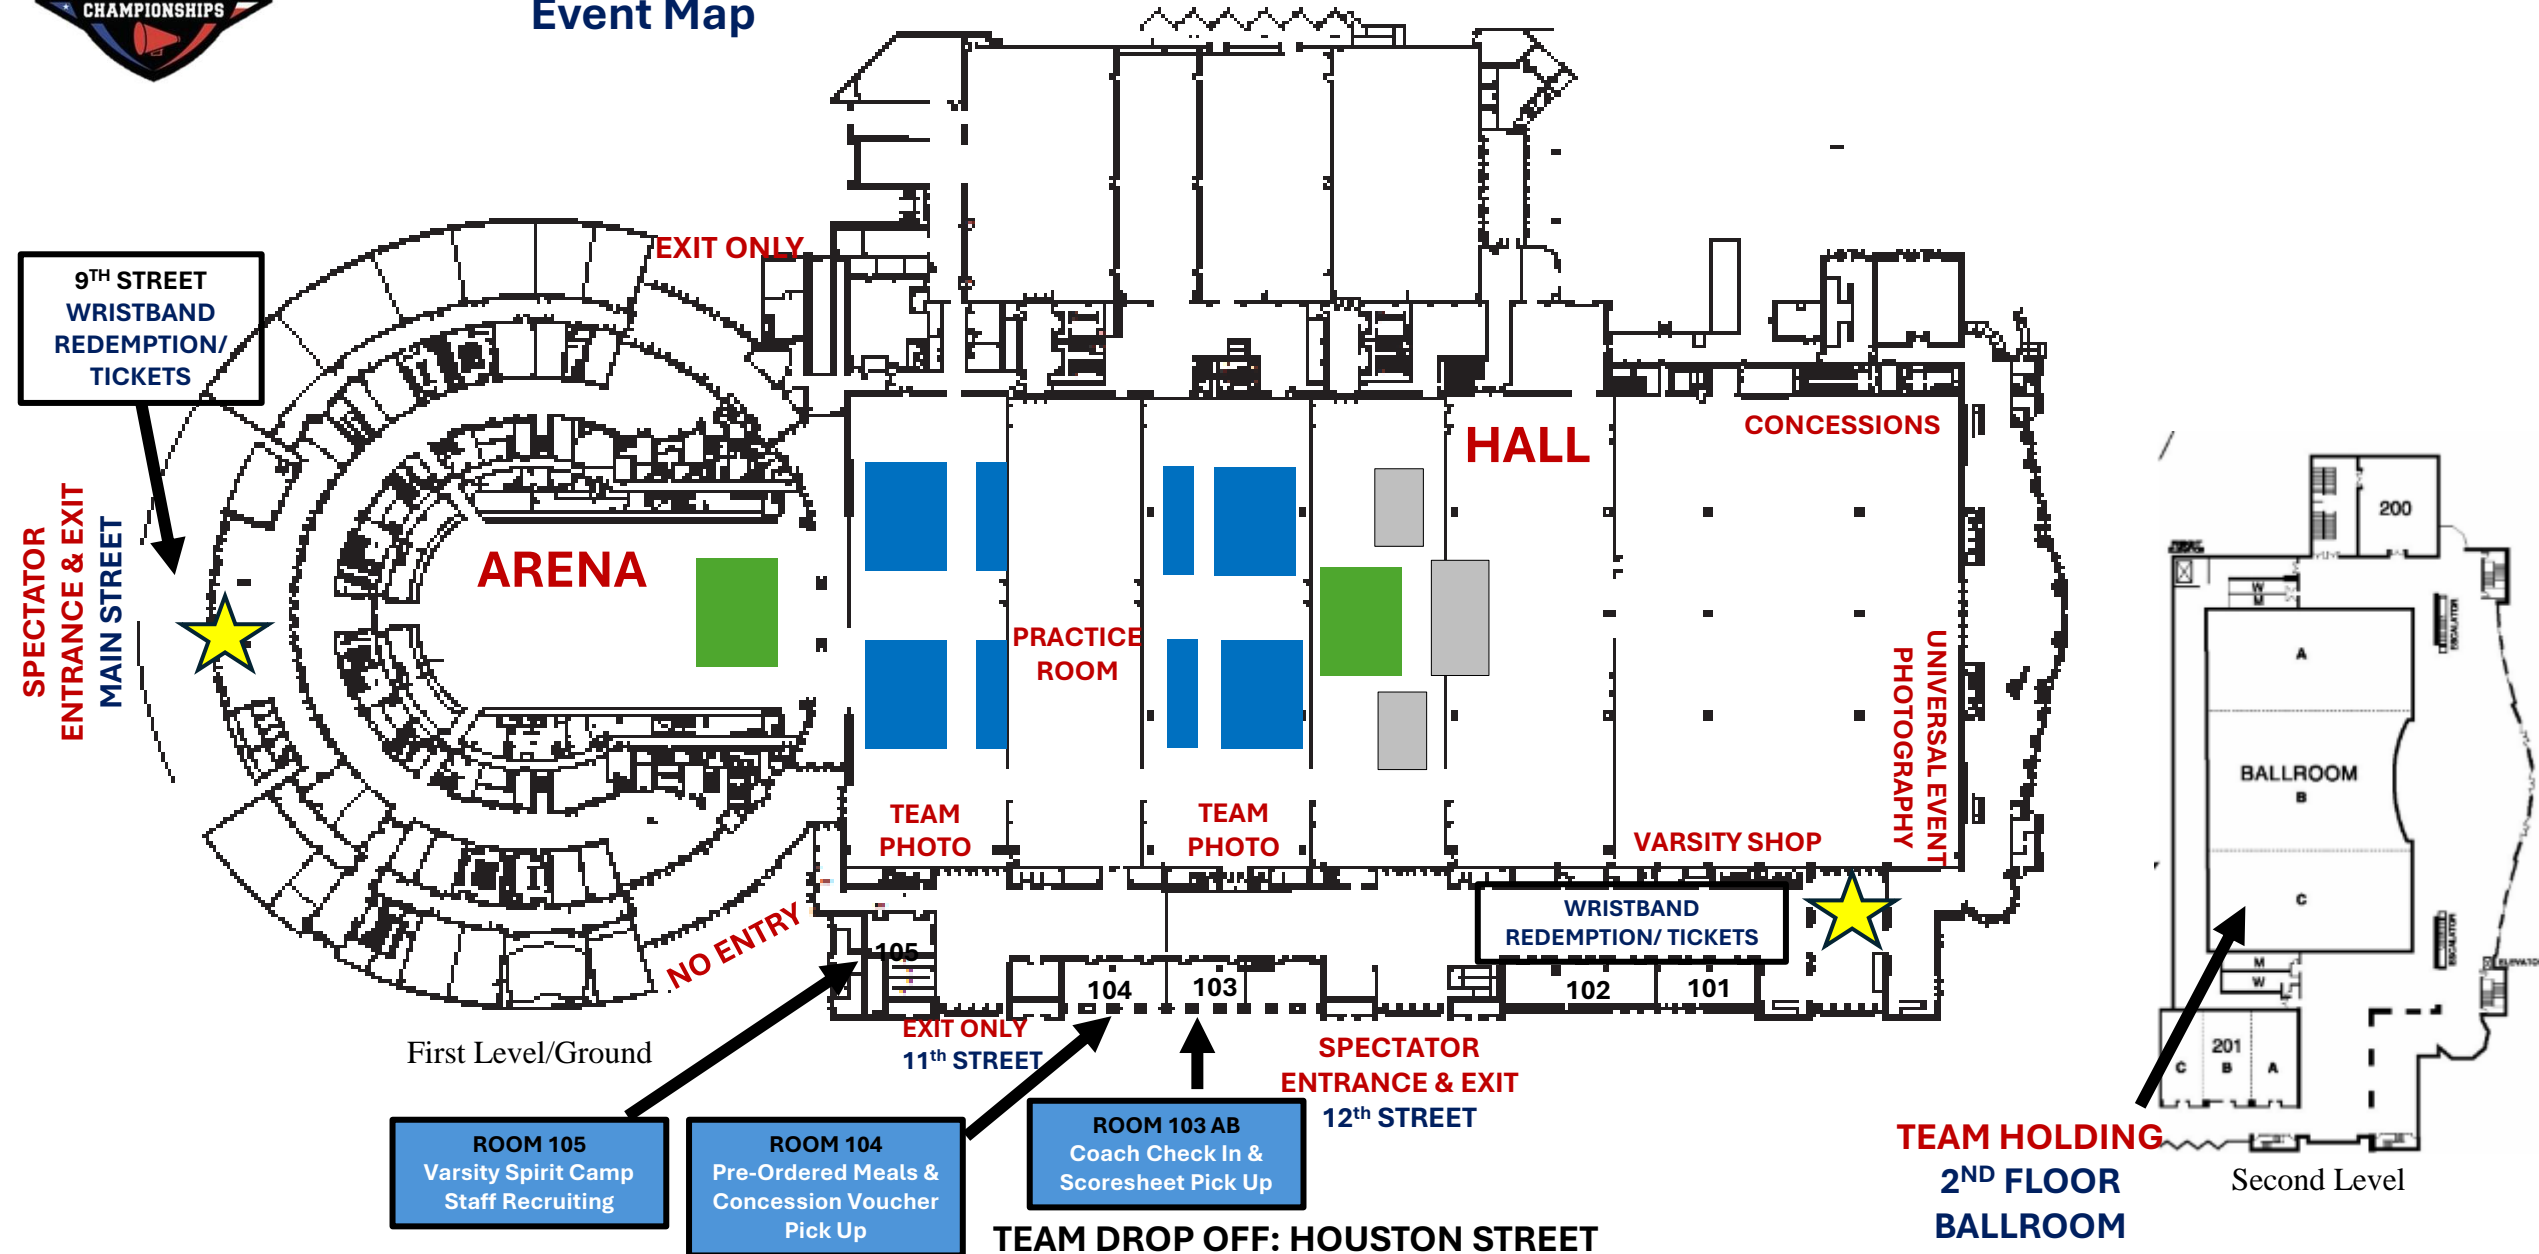 CHAMPIONSHIPS
Event Map
EXIT ONLY
9TH STREET
WRISTBAND
REDEMPTION/
TICKETS
SPECTATOR
ENTRANCE & EXIT
MAIN STREET
ARENA
HALL
CONCESSIONS
PRACTICE
ROOM
UNIVERSAL EVENT
PHOTOGRAPHY
TEAM
PHOTO
TEAM
PHOTO
VARSITY SHOP
WRISTBAND
REDEMPTION/ TICKETS
NO ENTRY
105
104
103
102
101
EXIT ONLY
11th STREET
SPECTATOR
ENTRANCE & EXIT
12th STREET
First Level/Ground
ROOM 105
Varsity Spirit Camp
Staff Recruiting
ROOM 104
Pre-Ordered Meals &
Concession Voucher
Pick Up
ROOM 103 AB
Coach Check In &
Scoresheet Pick Up
TEAM DROP OFF: HOUSTON STREET
200
W
M
ESCALATOR
A
BALLROOM
B
C
ESCALATOR
M
W
201
C
B
A
TEAM HOLDING
2ND FLOOR
BALLROOM
Second Level